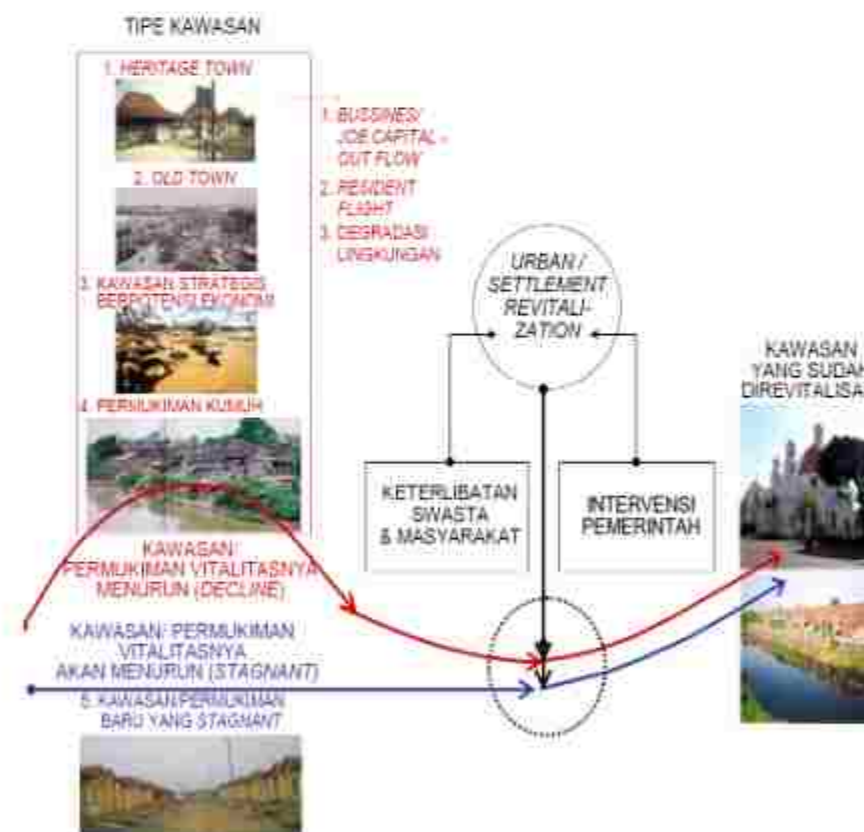 TIPE KAWASAN
1. HERITAGE TOWN
2. OLD TOWN
3. KAWASAN STRATEGIS
BERPOTENSI EKONOMI
4. PERMUKIMAN KUMUH
1. BUSSINES/
JOB CAPITAL -
OUT FLOW
2. RESIDENT
FLIGHT
3. DEGRADASI
LINGKUNGAN
URBAN /
SETTLEMENT
REVITALI-
ZATION
KETERLIBATAN
SWASTA
& MASYARAKAT
INTERVENSI
PEMERINTAH
KAWASAN
YANG SUDAH
DIREVITALISA
KAWASAN/
PERMUKIMAN VITALITASNYA
MENURUN (DECLINE)
KAWASAN/ PERMUKIMAN
VITALITASNYA
AKAN MENURUN (STAGNANT)
5. KAWASAN/PERMUKIMAN
BARU YANG STAGNANT